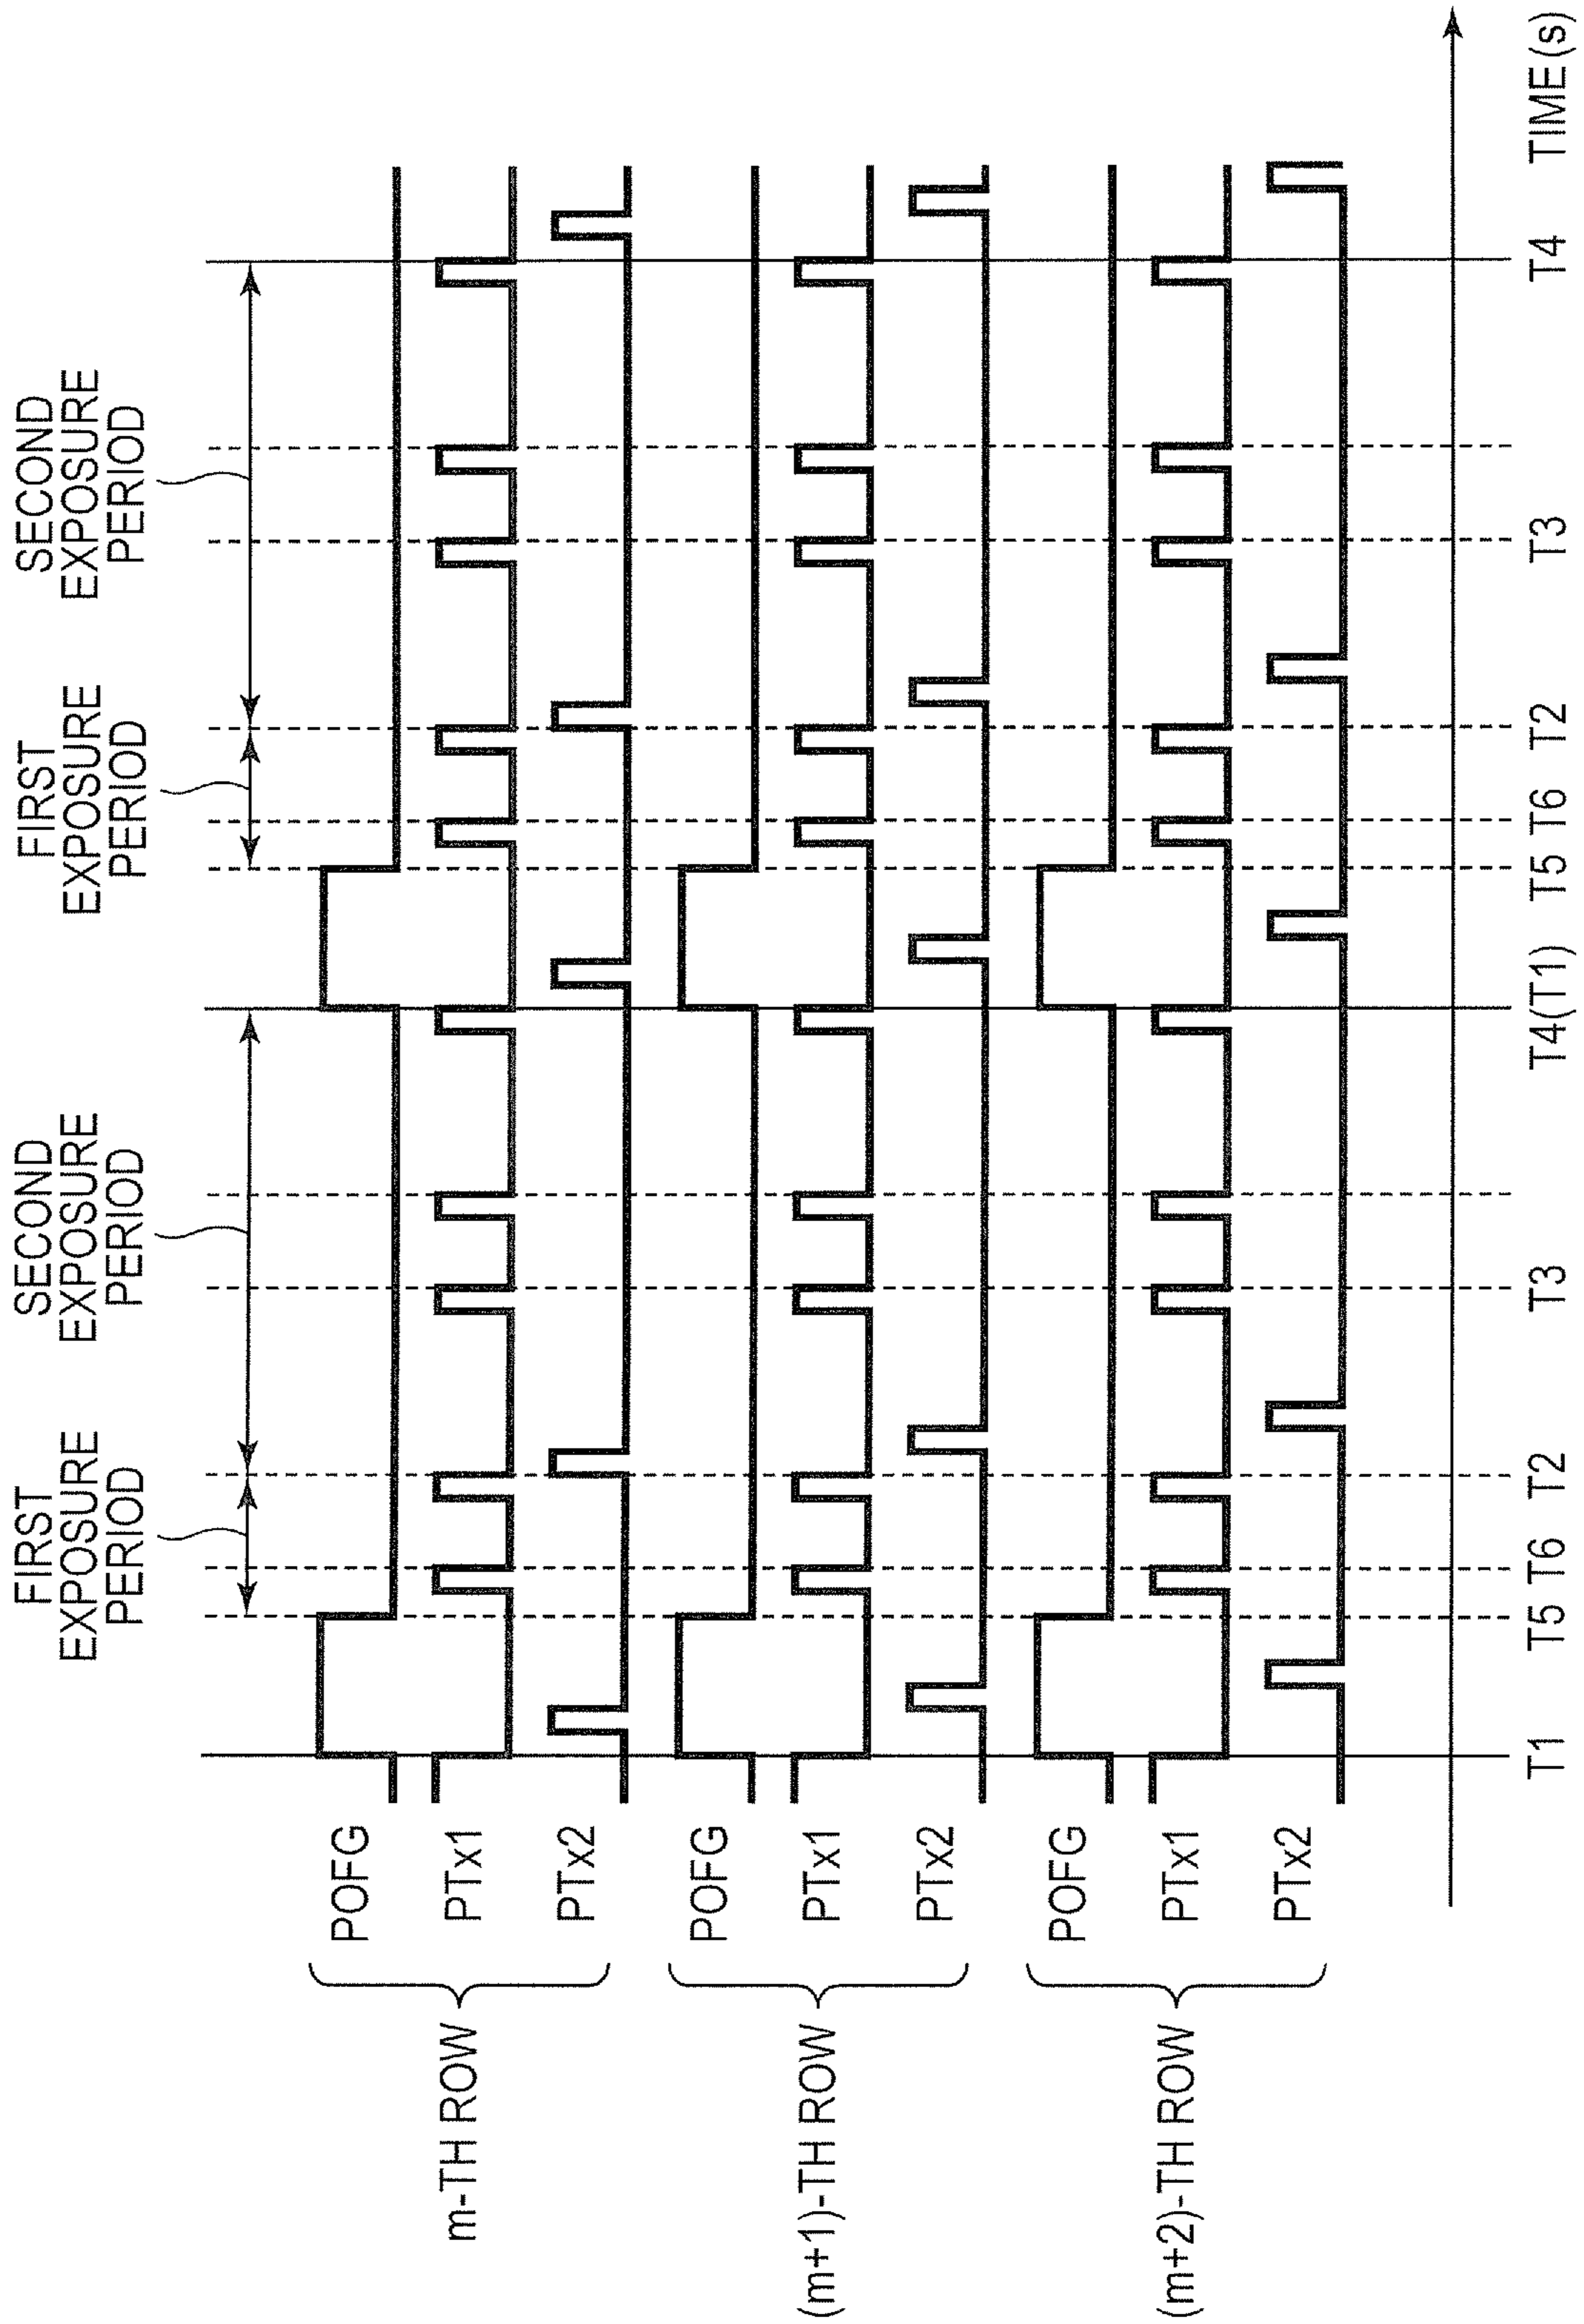 FIRST
EXPOSURE
PERIOD
SECOND
EXPOSURE
PERIOD
FIRST
EXPOSURE
PERIOD
SECOND
EXPOSURE
PERIOD
m-TH ROW
POFG
PTx1
PTx2
(m+1)-TH ROW
POFG
PTx1
PTx2
(m+2)-TH ROW
POFG
PTx1
PTx2
T1 T5 T6 T2 T3 T4(T1) T5 T6 T2 T3 T4 TIME(s)